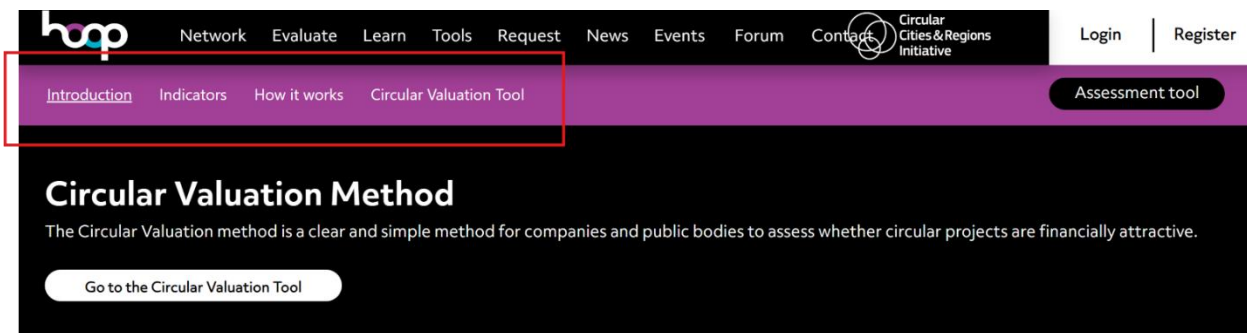 hoop Network Evaluate Learn Tools Request News Events Forum Contact
Circular
Cities & Regions
Initiative
Login Register
Introduction Indicators How it works Circular Valuation Tool
Assessment tool
Circular Valuation Method
The Circular Valuation method is a clear and simple method for companies and public bodies to assess whether circular projects are financially attractive.
Go to the Circular Valuation Tool